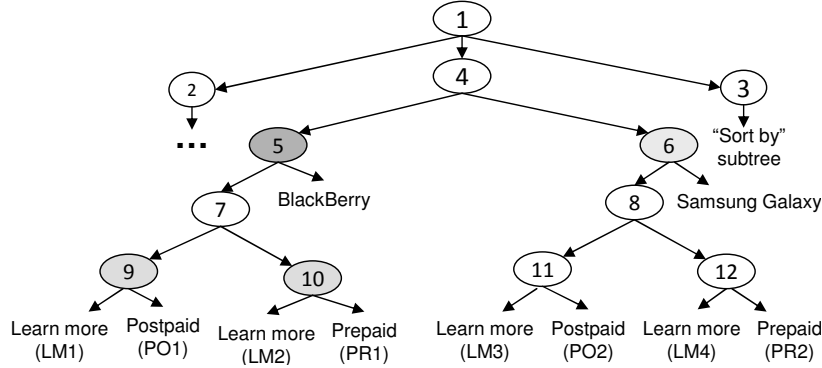 1
2
4
3
...
5
6
"Sort by"
subtree
BlackBerry
Samsung Galaxy
7
8
9
10
11
12
Learn more
(LM1)
Postpaid
(PO1)
Learn more
(LM2)
Prepaid
(PR1)
Learn more
(LM3)
Postpaid
(PO2)
Learn more
(LM4)
Prepaid
(PR2)